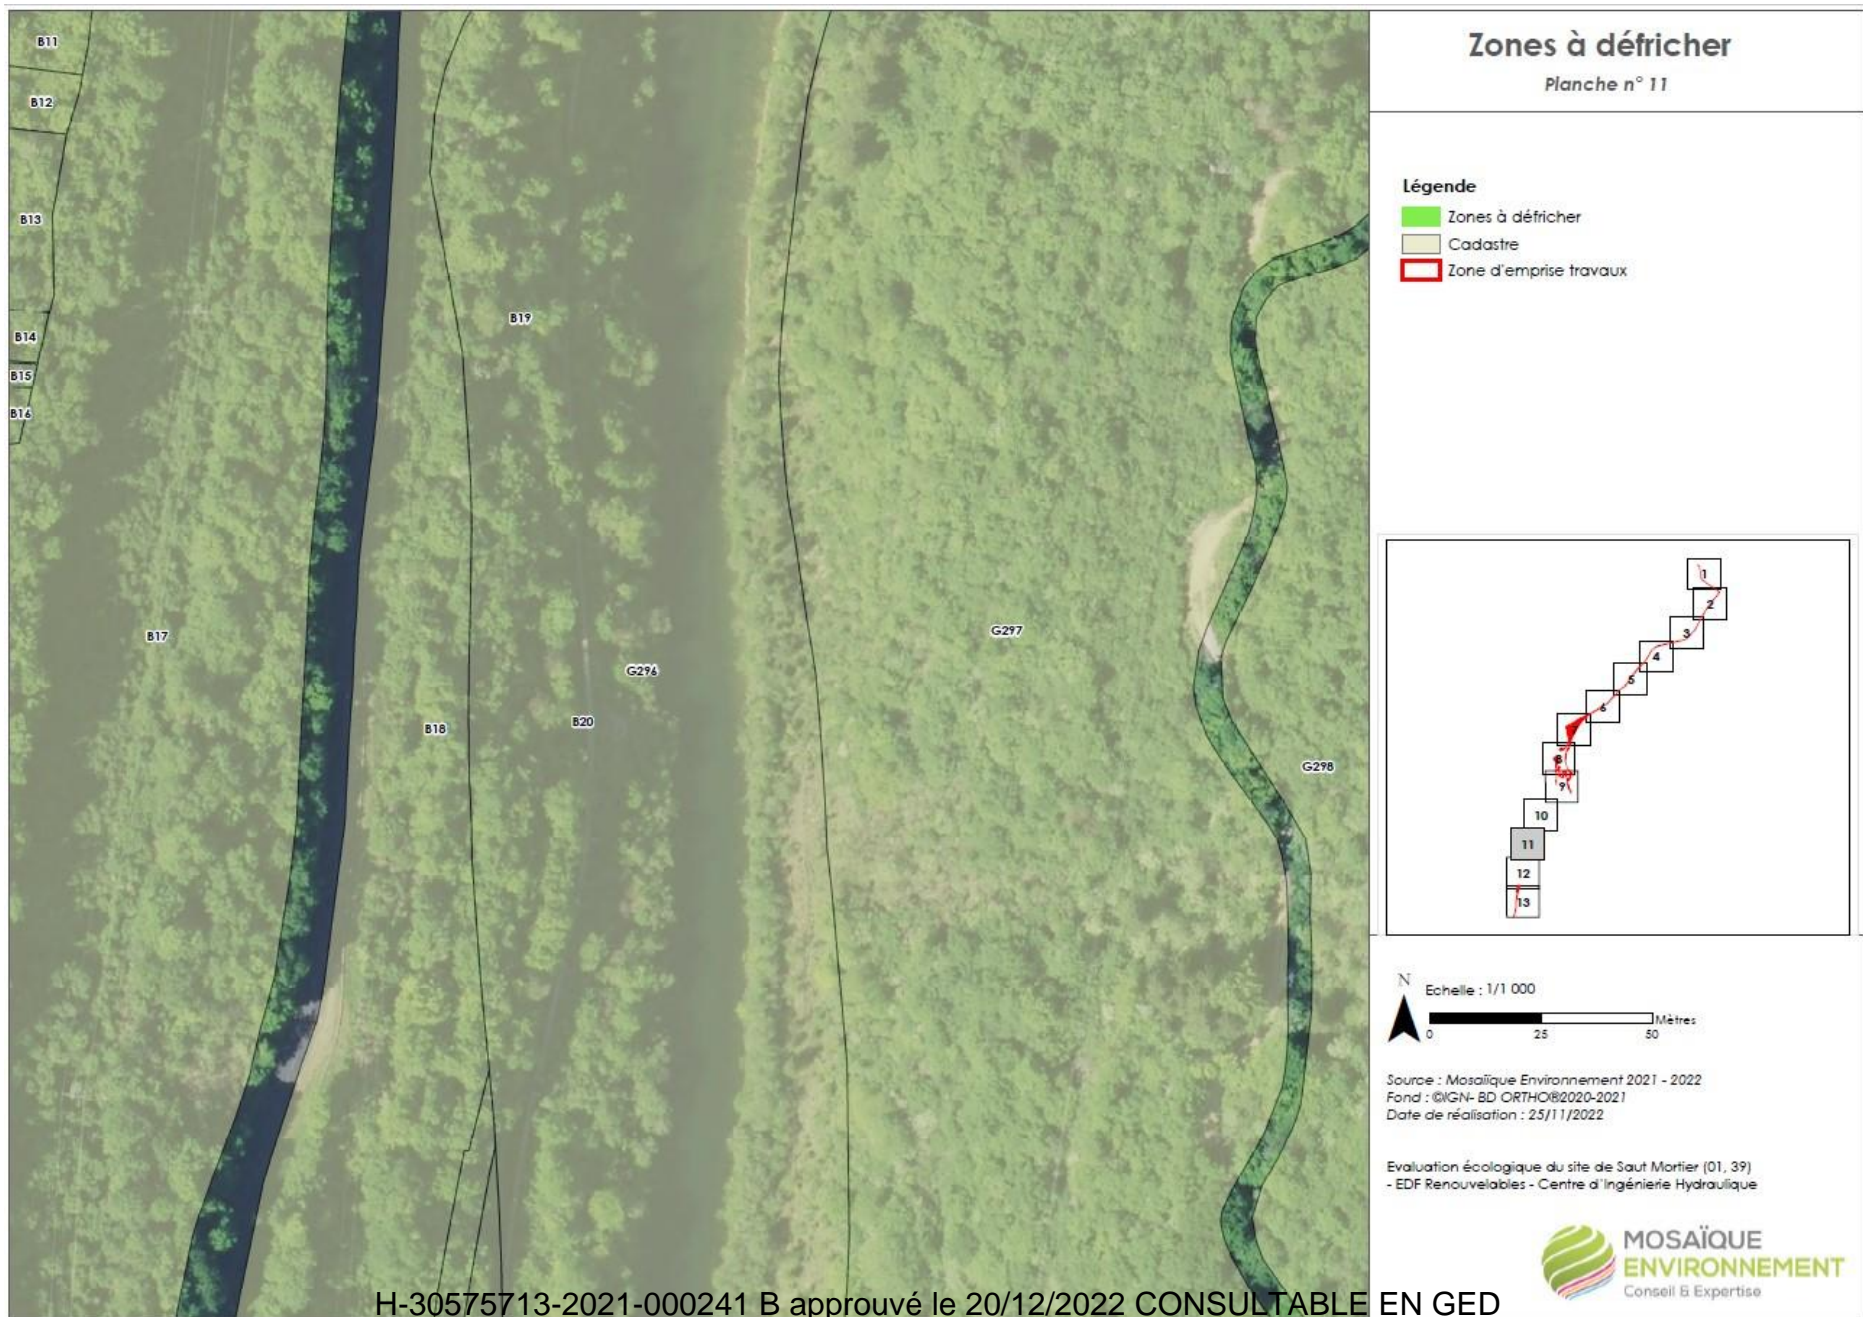 Zones à défricher
Planche n° 11
Légende
Zones à défricher
Cadastre
Zone d'emprise travaux
B11
B12
B13
B14
B15
B16
B17
B18
B19
B20
G296
G297
G298
1
2
3
4
5
6
8
9
10
11
12
13
N
Echelle : 1/1 000
Mètres
0 25 50
Source : Mosaïique Environnement 2021 - 2022
Fond : ©IGN- BD ORTHO®2020-2021
Date de réalisation : 25/11/2022
Evaluation écologique du site de Saut Mortier (01, 39)
- EDF Renouvelables - Centre d'Ingénierie Hydraulique
MOSAÏQUE
ENVIRONNEMENT
Conseil & Expertise
H-30575713-2021-000241 B approuvé le 20/12/2022 CONSULTABLE EN GED